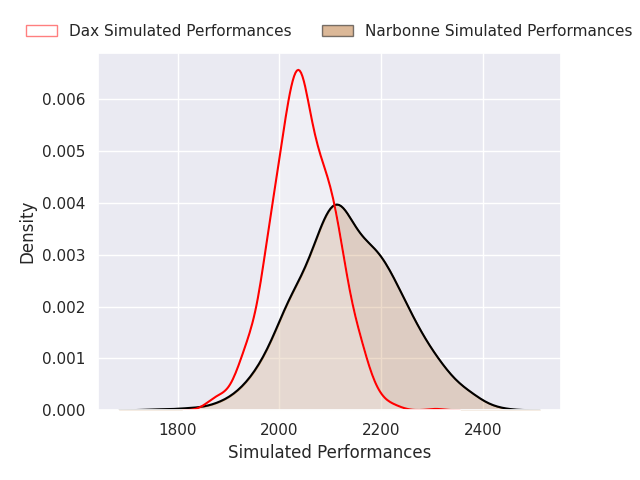 Dax Simulated Performances
Narbonne Simulated Performances
0.006
0.005
0.004
0.003
0.002
0.001
0.000
Density
1800
2000
2200
2400
Simulated Performances